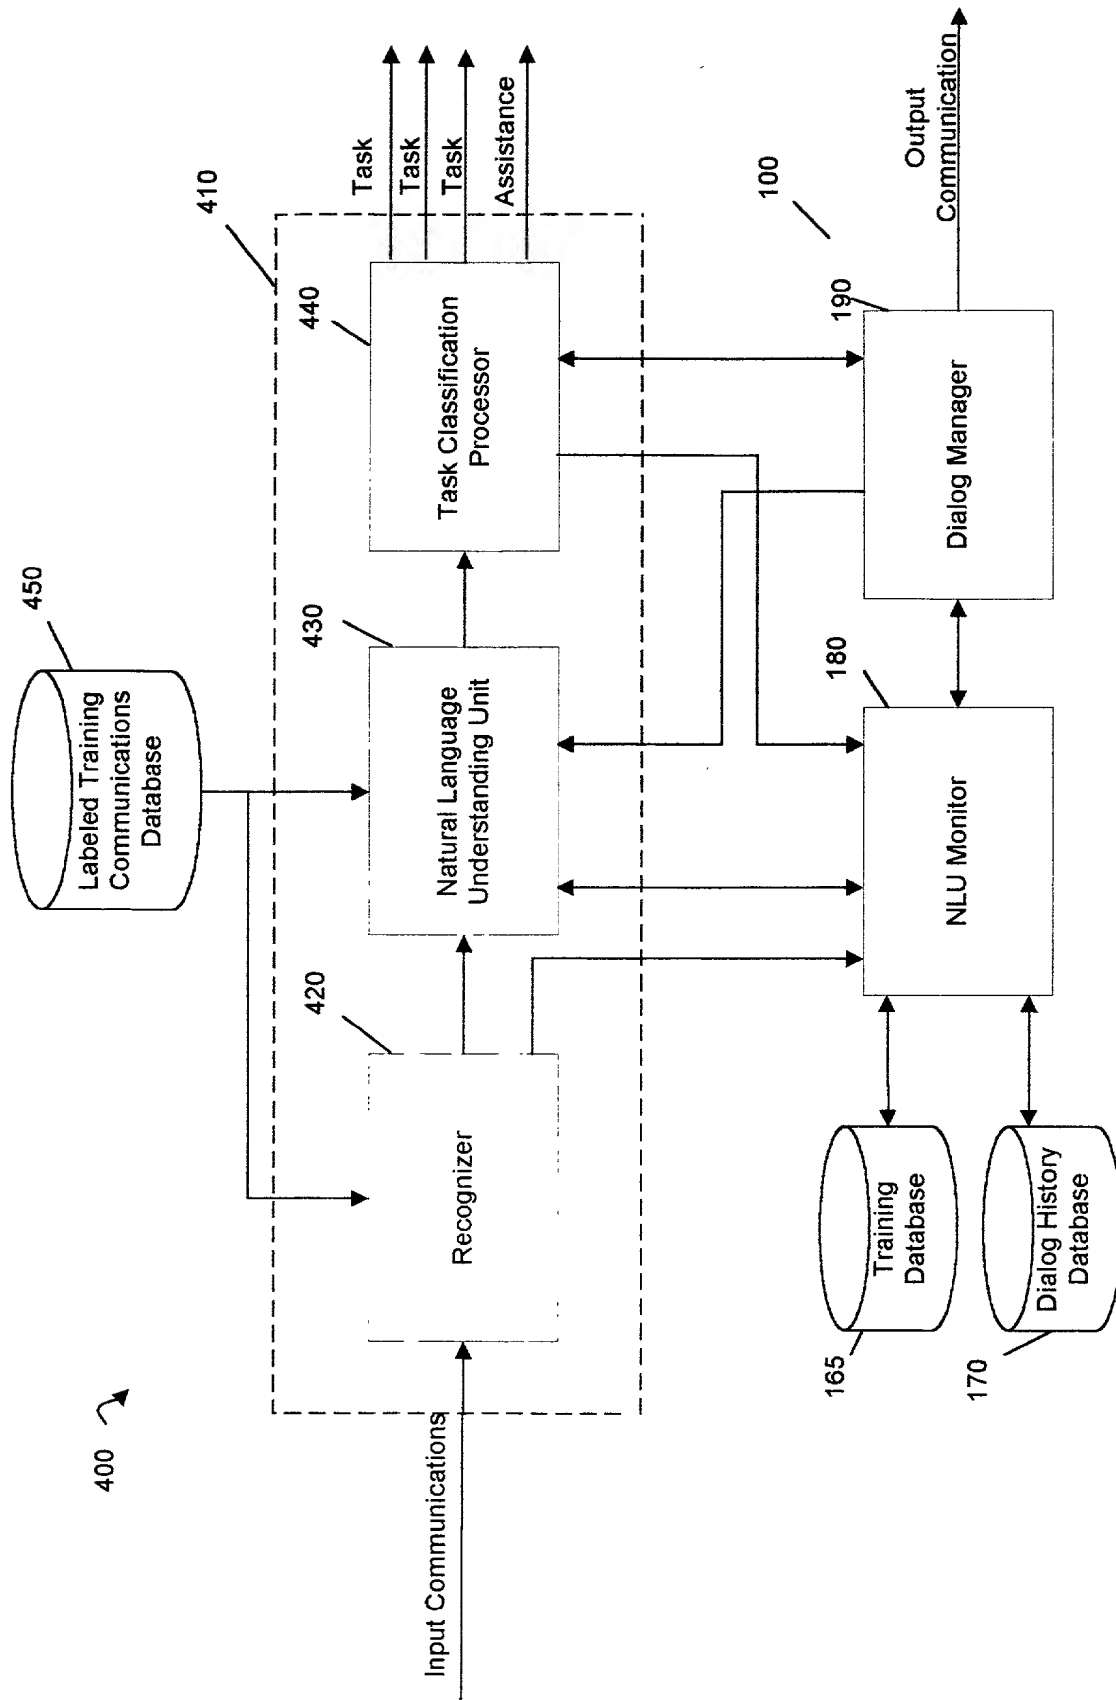 400
Input Communications
Recognizer
420
Natural Language
Understanding Unit
430
Task Classification
Processor
440
410
Task
Task
Task
Assistance
Labeled Training
Communications
Database
450
Training
Database
165
Dialog History
Database
170
NLU Monitor
180
Dialog Manager
190
100
Output
Communication